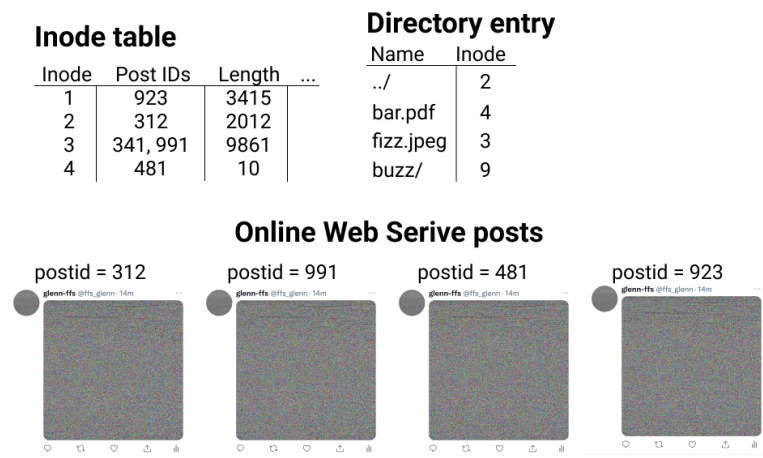 Inode table
Inode Post IDs Length ...
1 923 3415
2 312 2012
3 341, 991 9861
4 481 10
Directory entry
Name Inode
../ 2
bar.pdf 4
fizz.jpeg 3
buzz/ 9
Online Web Serive posts
postid = 312
glenn-ffs @ffs_glenn · 14m ...
postid = 991
glenn-ffs @ffs_glenn · 14m ...
postid = 481
glenn-ffs @ffs_glenn · 14m ...
postid = 923
glenn-ffs @ffs_glenn · 14m ...